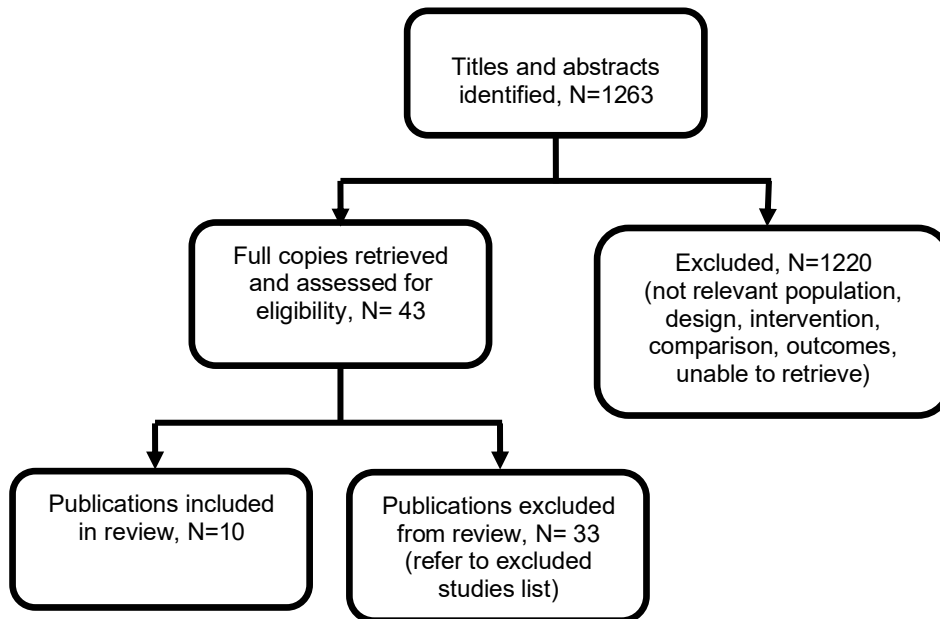 Titles and abstracts
identified, N=1263
Full copies retrieved
and assessed for
eligibility, N= 43
Excluded, N=1220
(not relevant population,
design, intervention,
comparison, outcomes,
unable to retrieve)
Publications included
in review, N=10
Publications excluded
from review, N= 33
(refer to excluded
studies list)